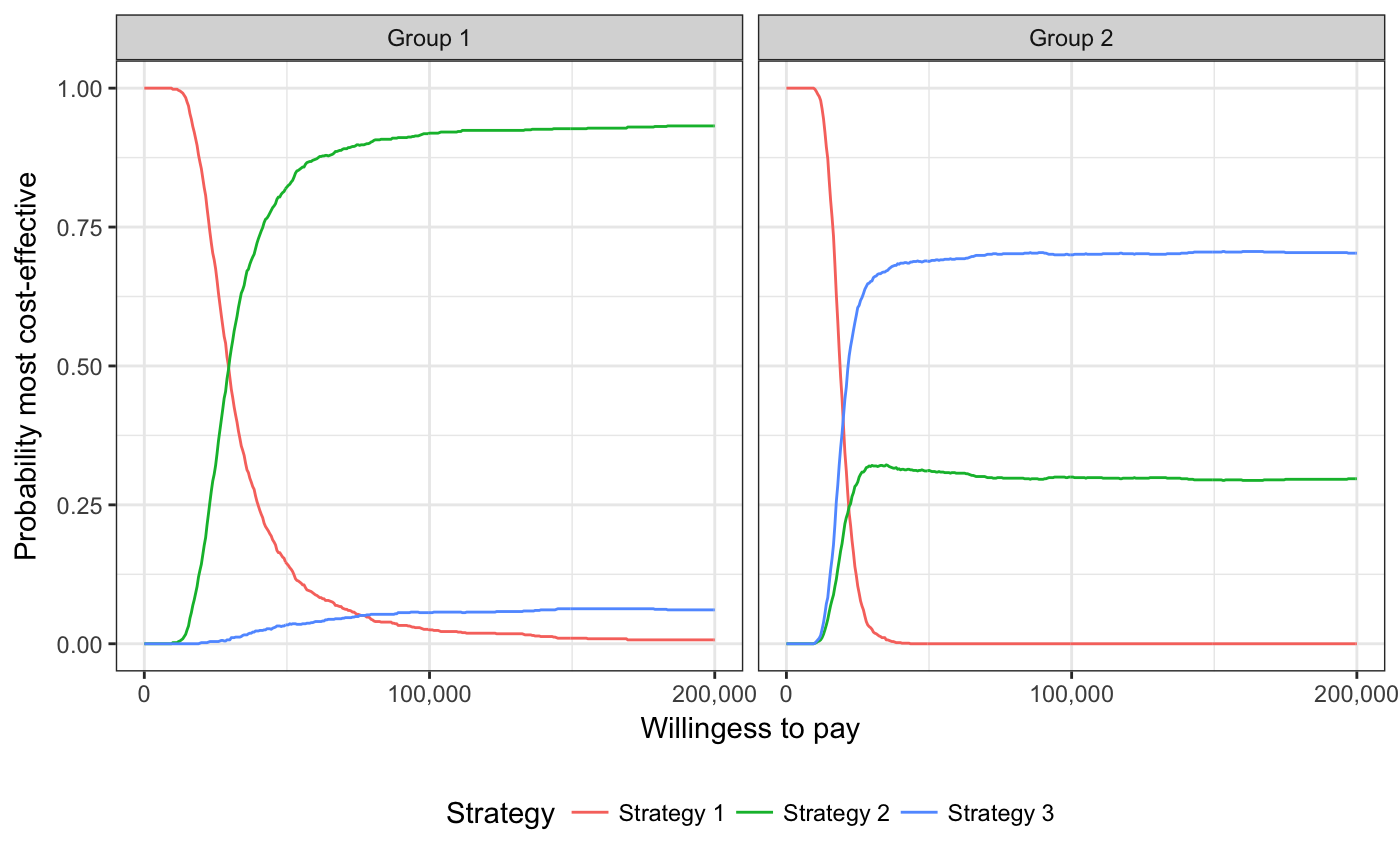 Group 1
Group 2
Probability most cost-effective
1.00
0.75
0.50
0.25
0.00
0 100,000 200,000 0 100,000 200,000
Willingess to pay
Strategy Strategy 1 Strategy 2 Strategy 3